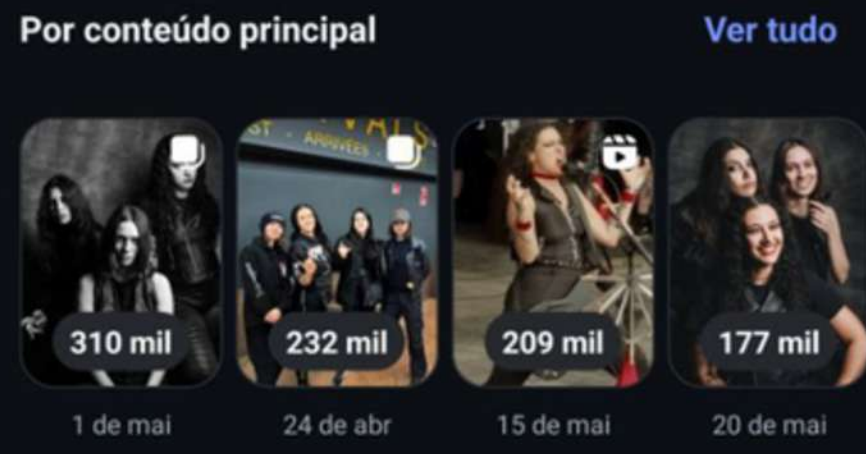 Por conteúdo principal
Ver tudo
ARRIVÉES
310 mil
232 mil
209 mil
177 mil
1 de mai
24 de abr
15 de mai
20 de mai